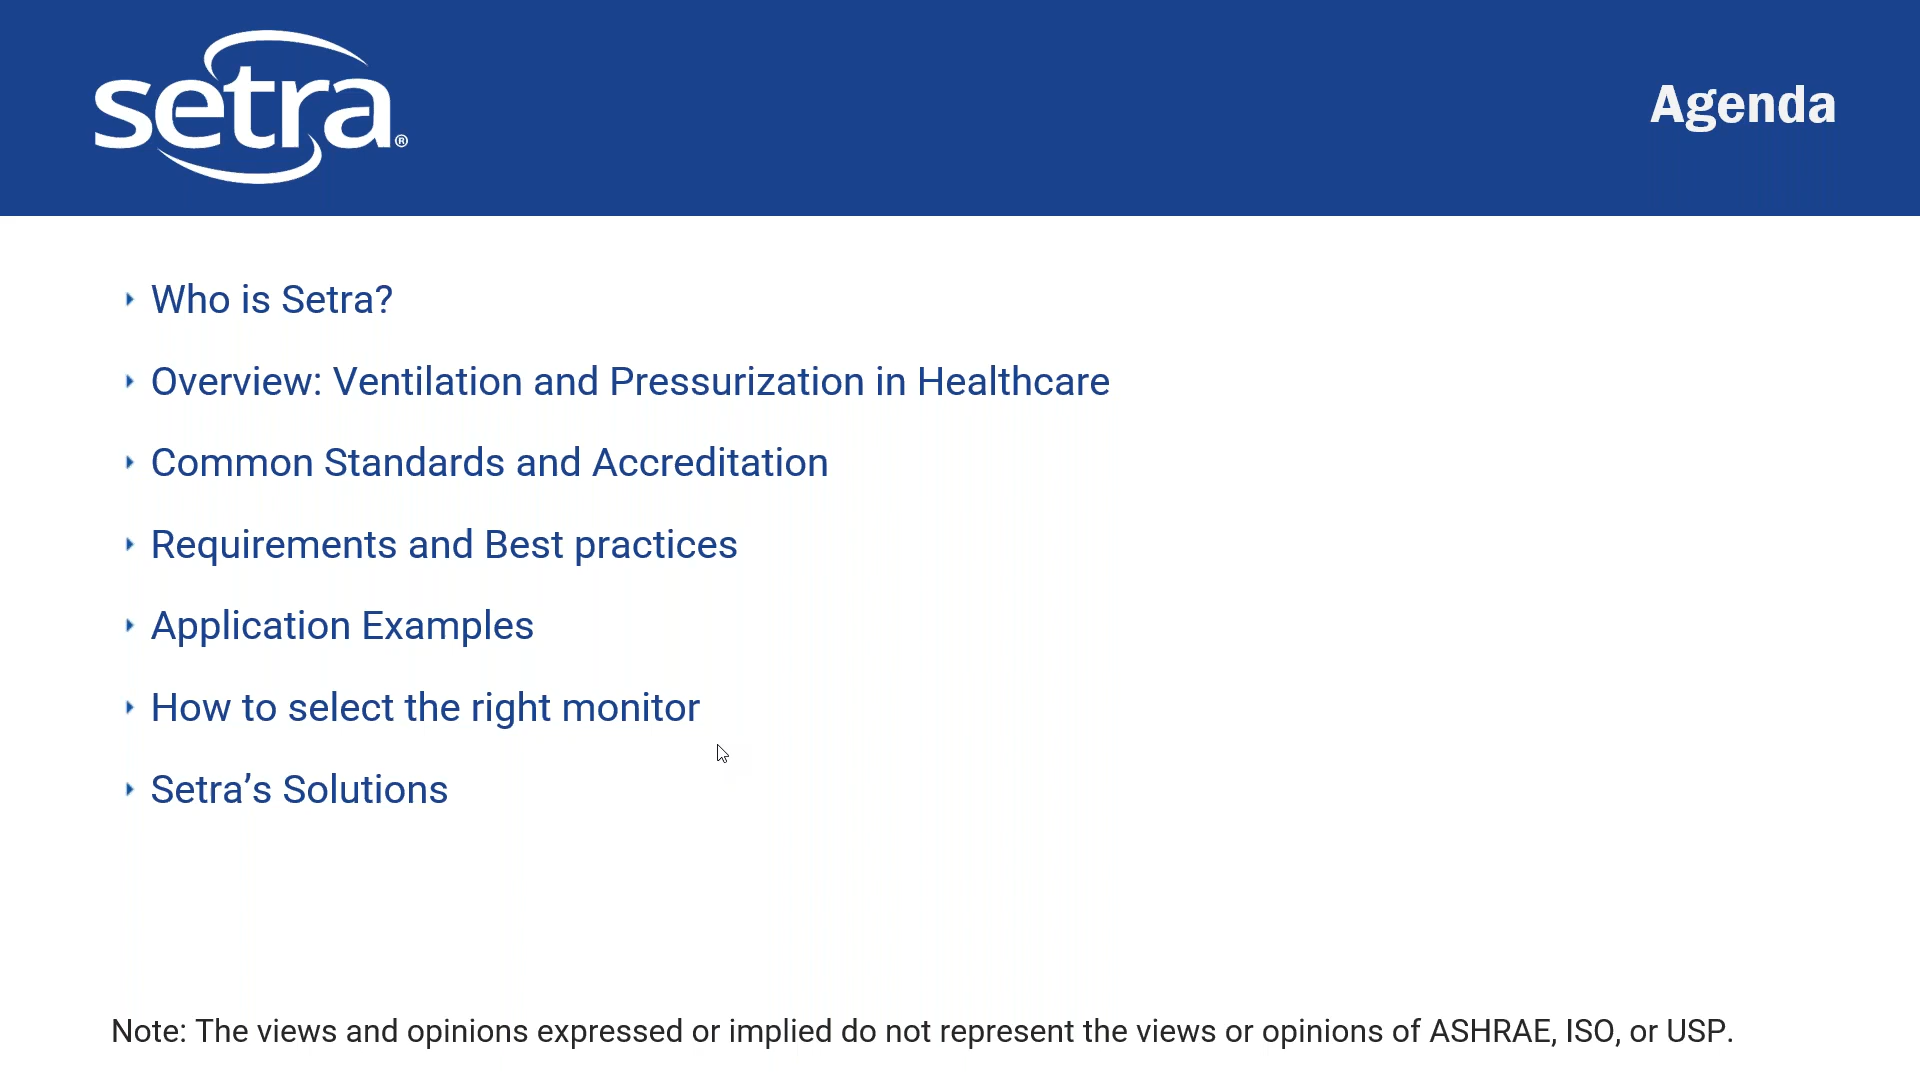 setra®
Agenda
Who is Setra?
Overview: Ventilation and Pressurization in Healthcare
Common Standards and Accreditation
Requirements and Best practices
Application Examples
How to select the right monitor
Setra’s Solutions
Note: The views and opinions expressed or implied do not represent the views or opinions of ASHRAE, ISO, or USP.